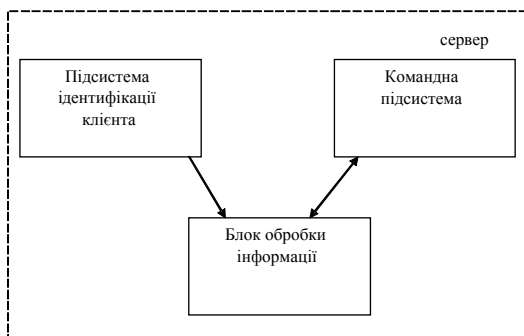 сервер
Підсистема
ідентифікації
клієнта
Командна
підсистема
Блок обробки
інформації